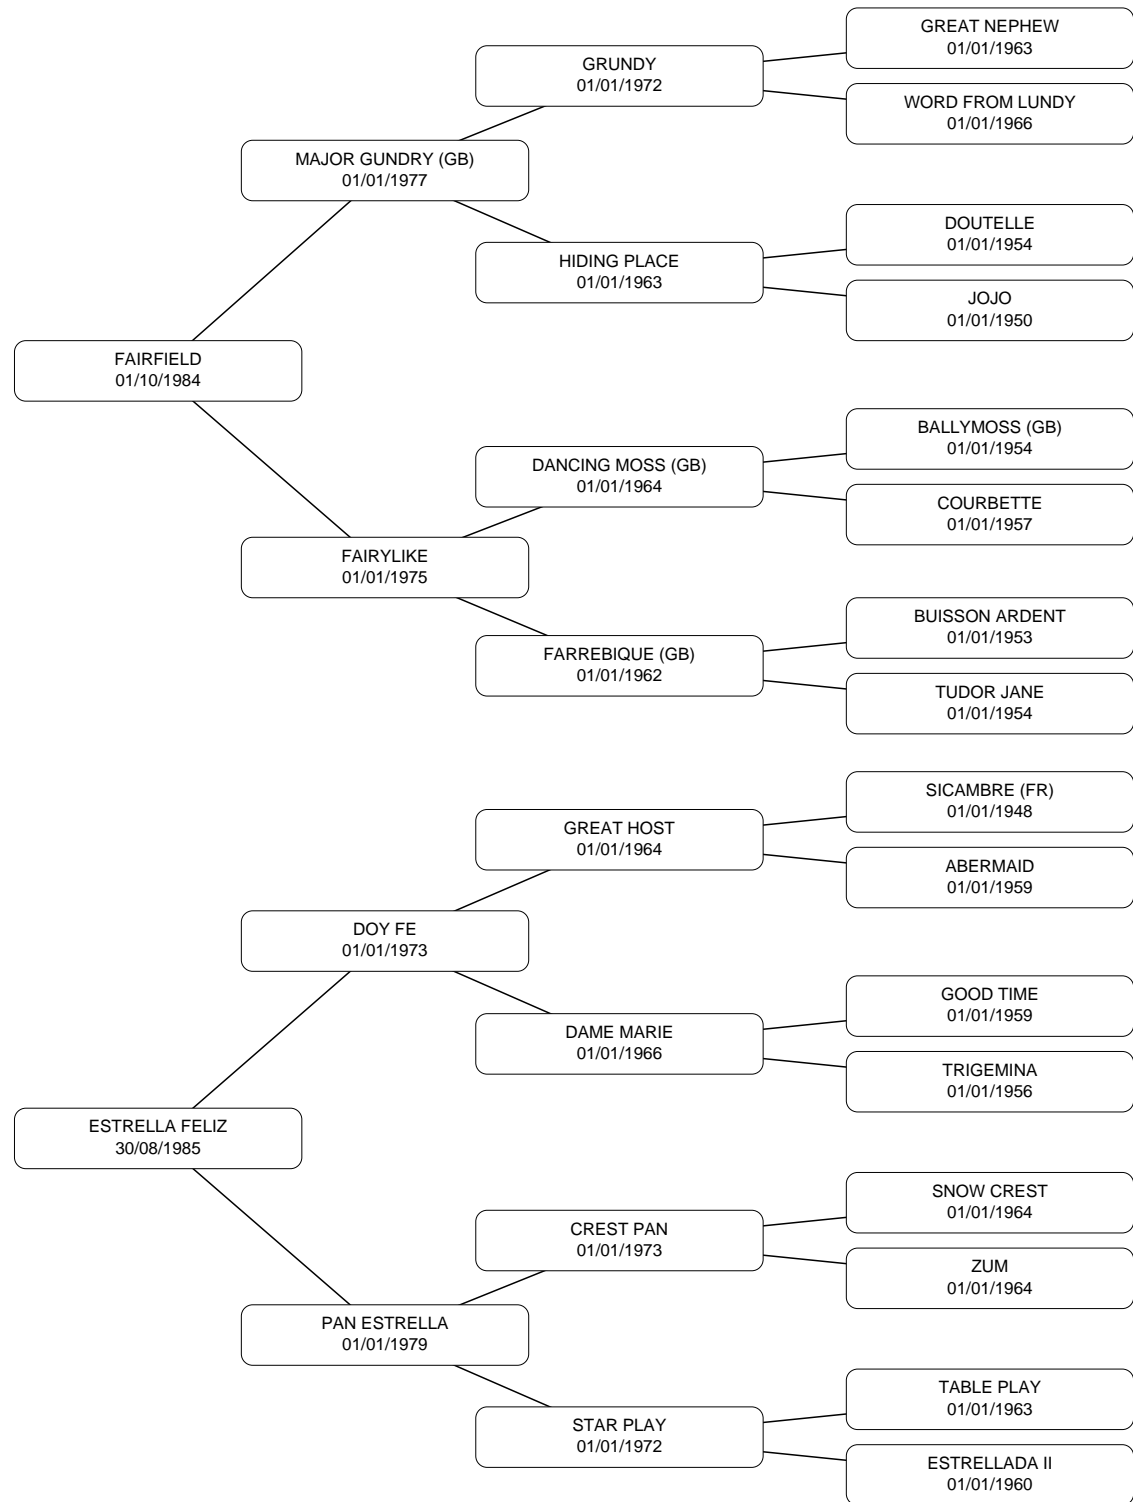 GREAT NEPHEW
01/01/1963
GRUNDY
01/01/1972
WORD FROM LUNDY
01/01/1966
MAJOR GUNDRY (GB)
01/01/1977
DOUTELLE
01/01/1954
HIDING PLACE
01/01/1963
JOJO
01/01/1950
FAIRFIELD
01/10/1984
BALLYMOSS (GB)
01/01/1954
DANCING MOSS (GB)
01/01/1964
COURBETTE
01/01/1957
FAIRYLIKE
01/01/1975
BUISSON ARDENT
01/01/1953
FARREBIQUE (GB)
01/01/1962
TUDOR JANE
01/01/1954
SICAMBRE (FR)
01/01/1948
GREAT HOST
01/01/1964
ABERMAID
01/01/1959
DOY FE
01/01/1973
GOOD TIME
01/01/1959
DAME MARIE
01/01/1966
TRIGEMINA
01/01/1956
ESTRELLA FELIZ
30/08/1985
SNOW CREST
01/01/1964
CREST PAN
01/01/1973
ZUM
01/01/1964
PAN ESTRELLA
01/01/1979
TABLE PLAY
01/01/1963
STAR PLAY
01/01/1972
ESTRELLADA II
01/01/1960